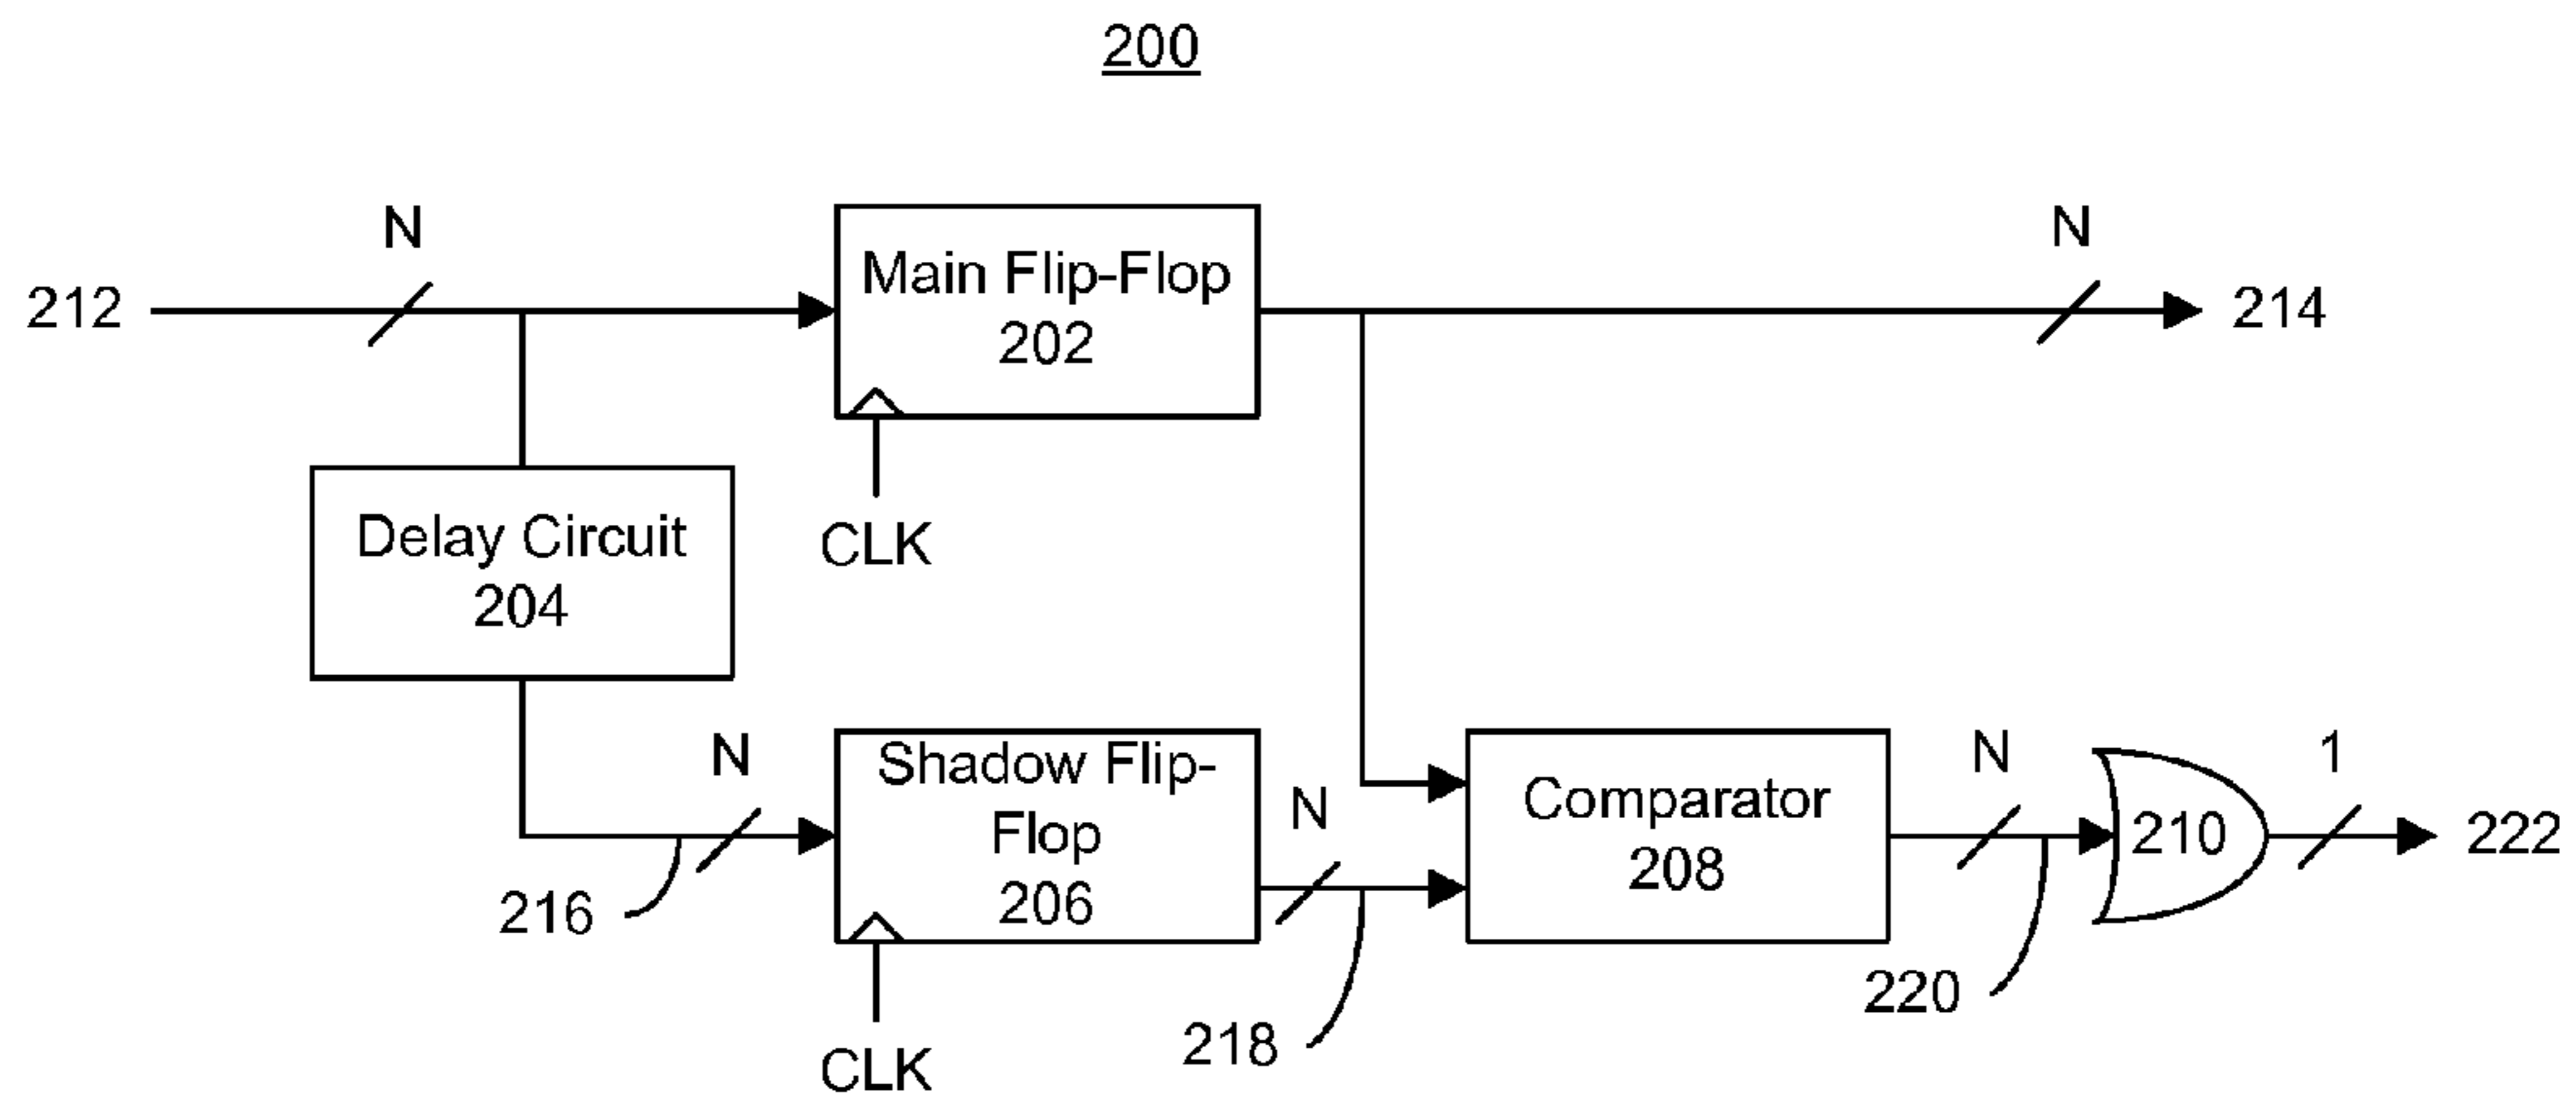 200
N
N
212
Main Flip-Flop
202
214
Delay Circuit
204
CLK
N
Shadow Flip-
Flop
206
N
Comparator
208
N
210
1
222
216
220
218
CLK